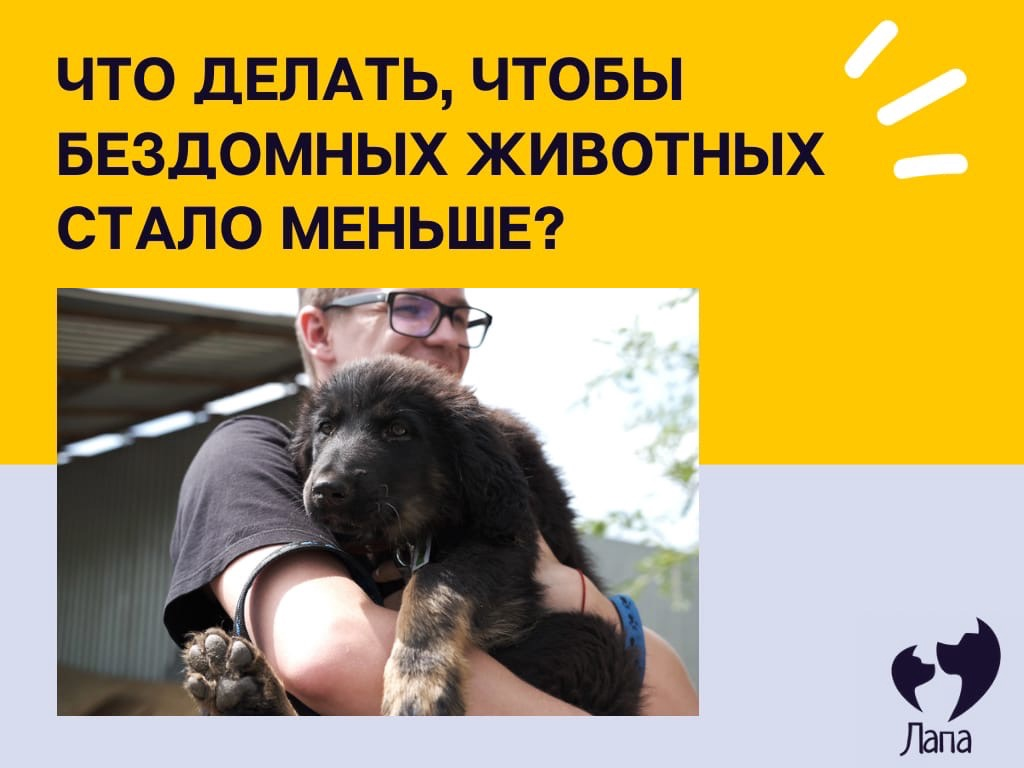 ЧТО ДЕЛАТЬ, ЧТОБЫ
БЕЗДОМНЫХ ЖИВОТНЫХ
СТАЛО МЕНЬШЕ?
Лапа